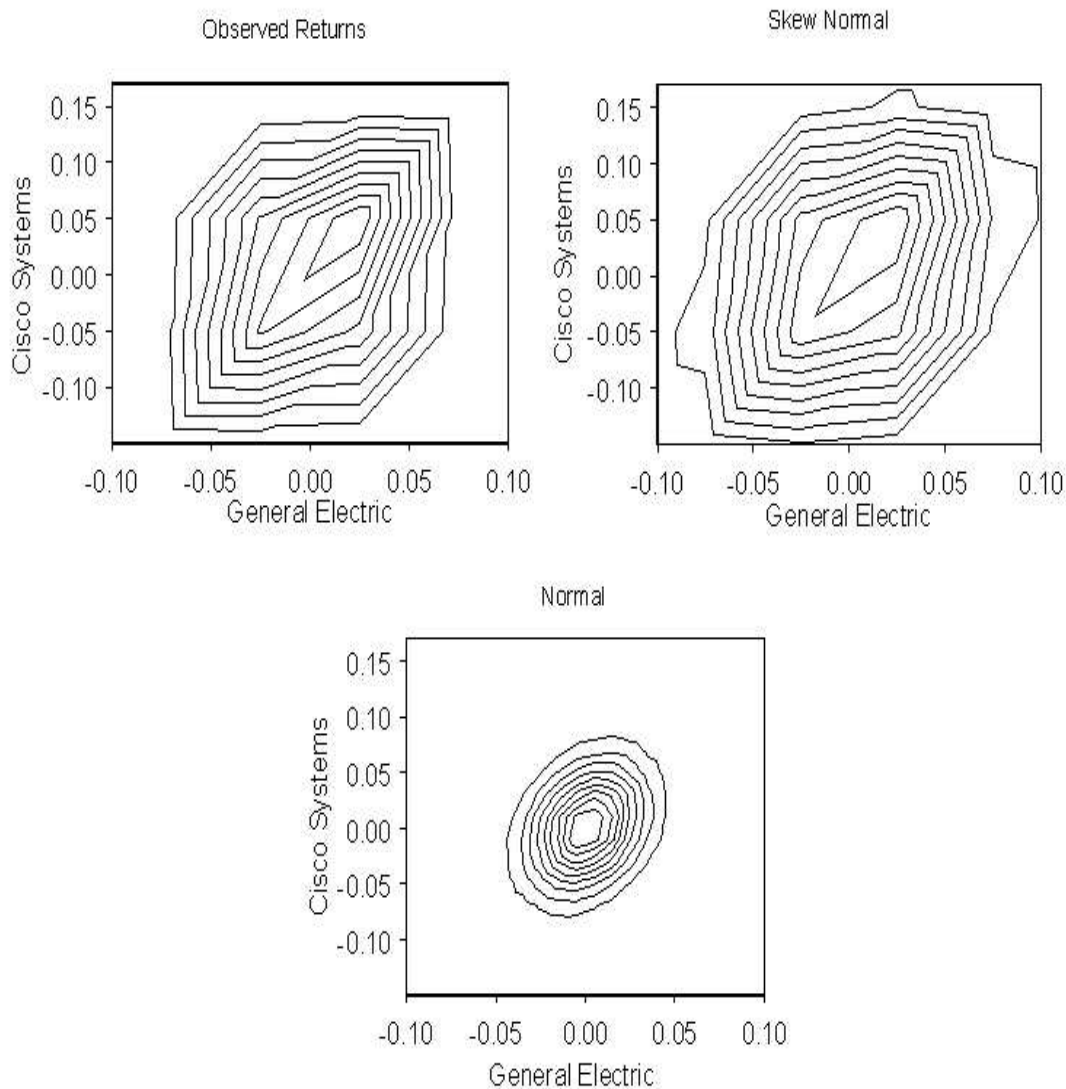 Observed Returns
0.15
0.10
0.05
0.00
-0.05
-0.10
Cisco Systems
-0.10 -0.05 0.00 0.05 0.10
General Electric
Skew Normal
0.15
0.10
0.05
0.00
-0.05
-0.10
Cisco Systems
-0.10 -0.05 0.00 0.05 0.10
General Electric
Normal
0.15
0.10
0.05
0.00
-0.05
-0.10
Cisco Systems
-0.10 -0.05 0.00 0.05 0.10
General Electric